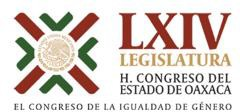 LXIV
LEGISLATURA
H. CONGRESO DEL
ESTADO DE OAXACA
EL CONGRESO DE LA IGUALDAD DE GÉNERO